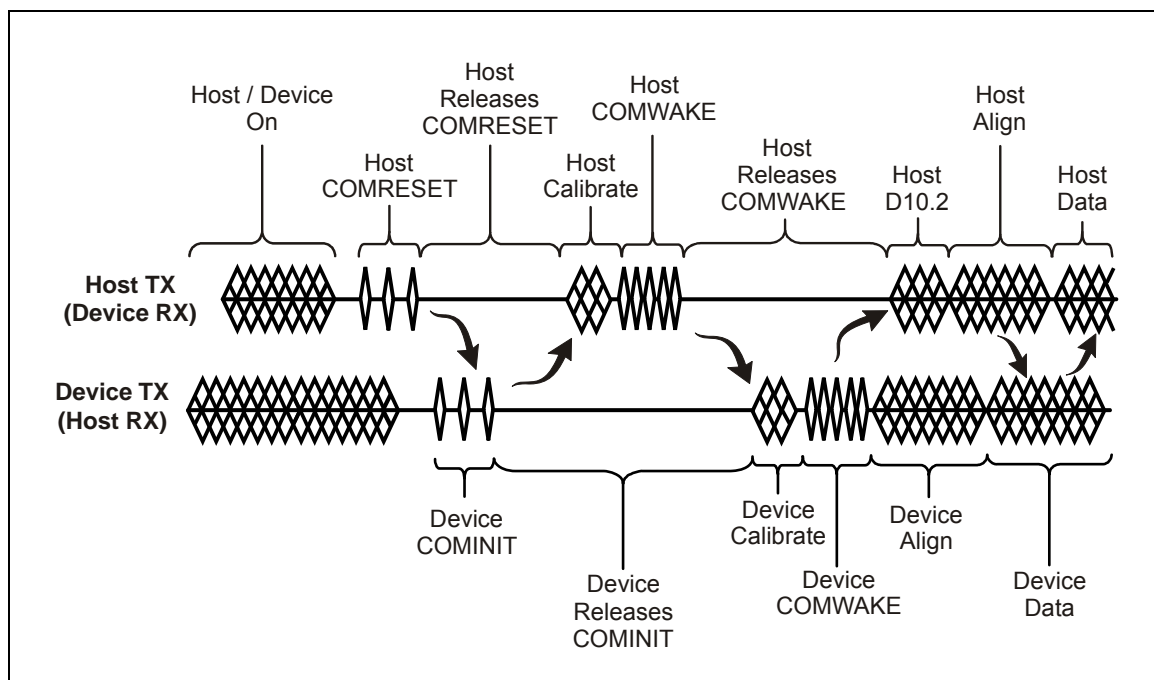 Host / Device
On
Host
COMRESET
Host
Releases
COMRESET
Host
Calibrate
Host
COMWAKE
Host
Releases
COMWAKE
Host
D10.2
Host
Align
Host
Data
Host TX
(Device RX)
Device TX
(Host RX)
Device
COMINIT
Device
Releases
COMINIT
Device
Calibrate
Device
COMWAKE
Device
Align
Device
Data